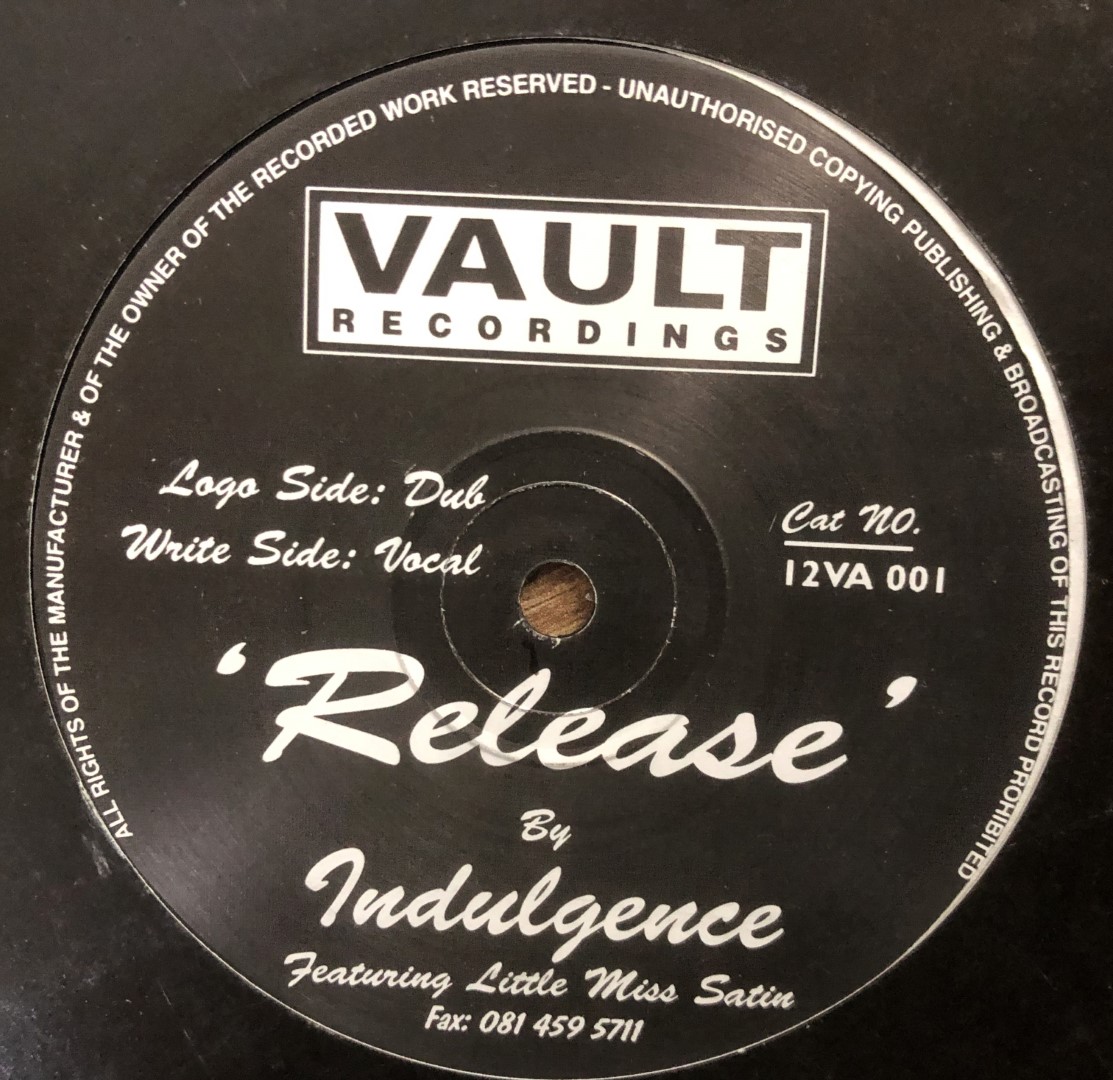 ALL RIGHTS OF THE MANUFACTURER & OF THE OWNER OF THE RECORDED WORK RESERVED - UNAUTHORISED COPYING PUBLISHING & BROADCASTING OF THIS RECORD PROHIBITED
VAULT
RECORDINGS
Logo Side: Dub
Write Side: Vocal
Cat NO.
12VA 001
'Release'
By
Indulgence
Featuring Little Miss Satin
Fax: 081 459 5711